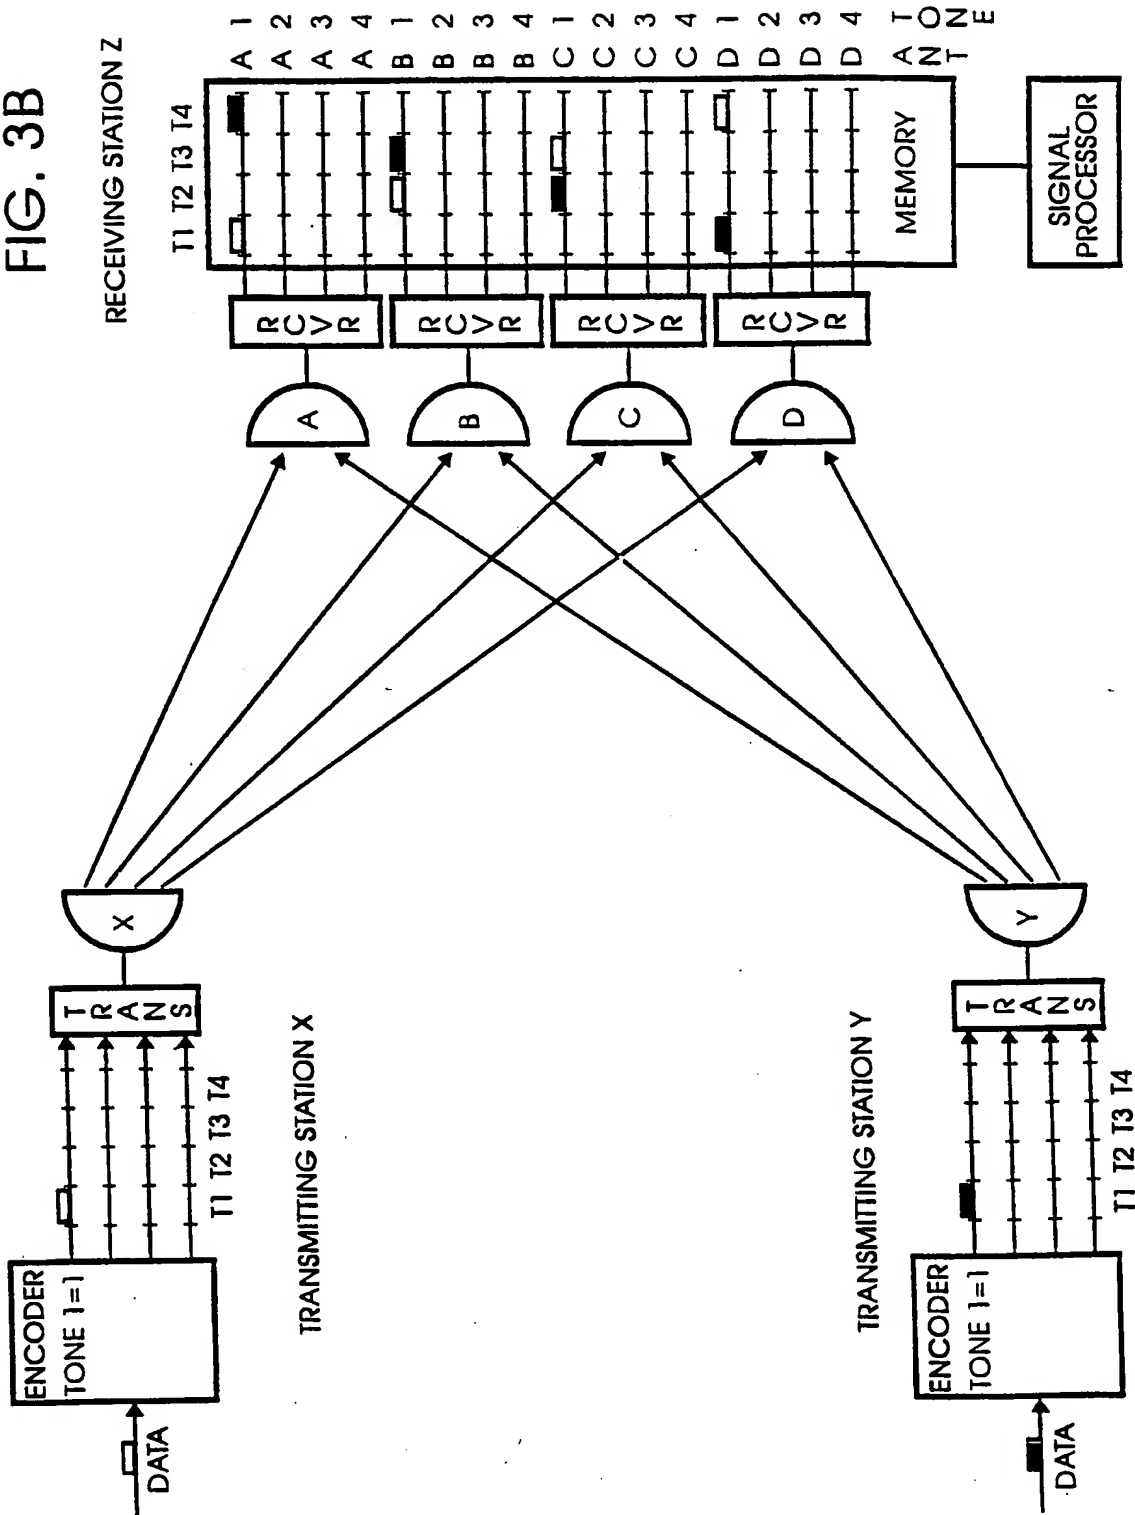 FIG. 3B
RECEIVING STATION Z
T1 T2 T3 T4
A 1
A 2
A 3
A 4
B 1
B 2
B 3
B 4
C 1
C 2
C 3
C 4
D 1
D 2
D 3
D 4
ANT
TONE
MEMORY
SIGNAL
PROCESSOR
RCVR
RCVR
RCVR
RCVR
A
B
C
D
X
TRANS
T1 T2 T3 T4
ENCODER
TONE 1=1
DATA
TRANSMITTING STATION X
Y
TRANS
T1 T2 T3 T4
ENCODER
TONE 1=1
DATA
TRANSMITTING STATION Y